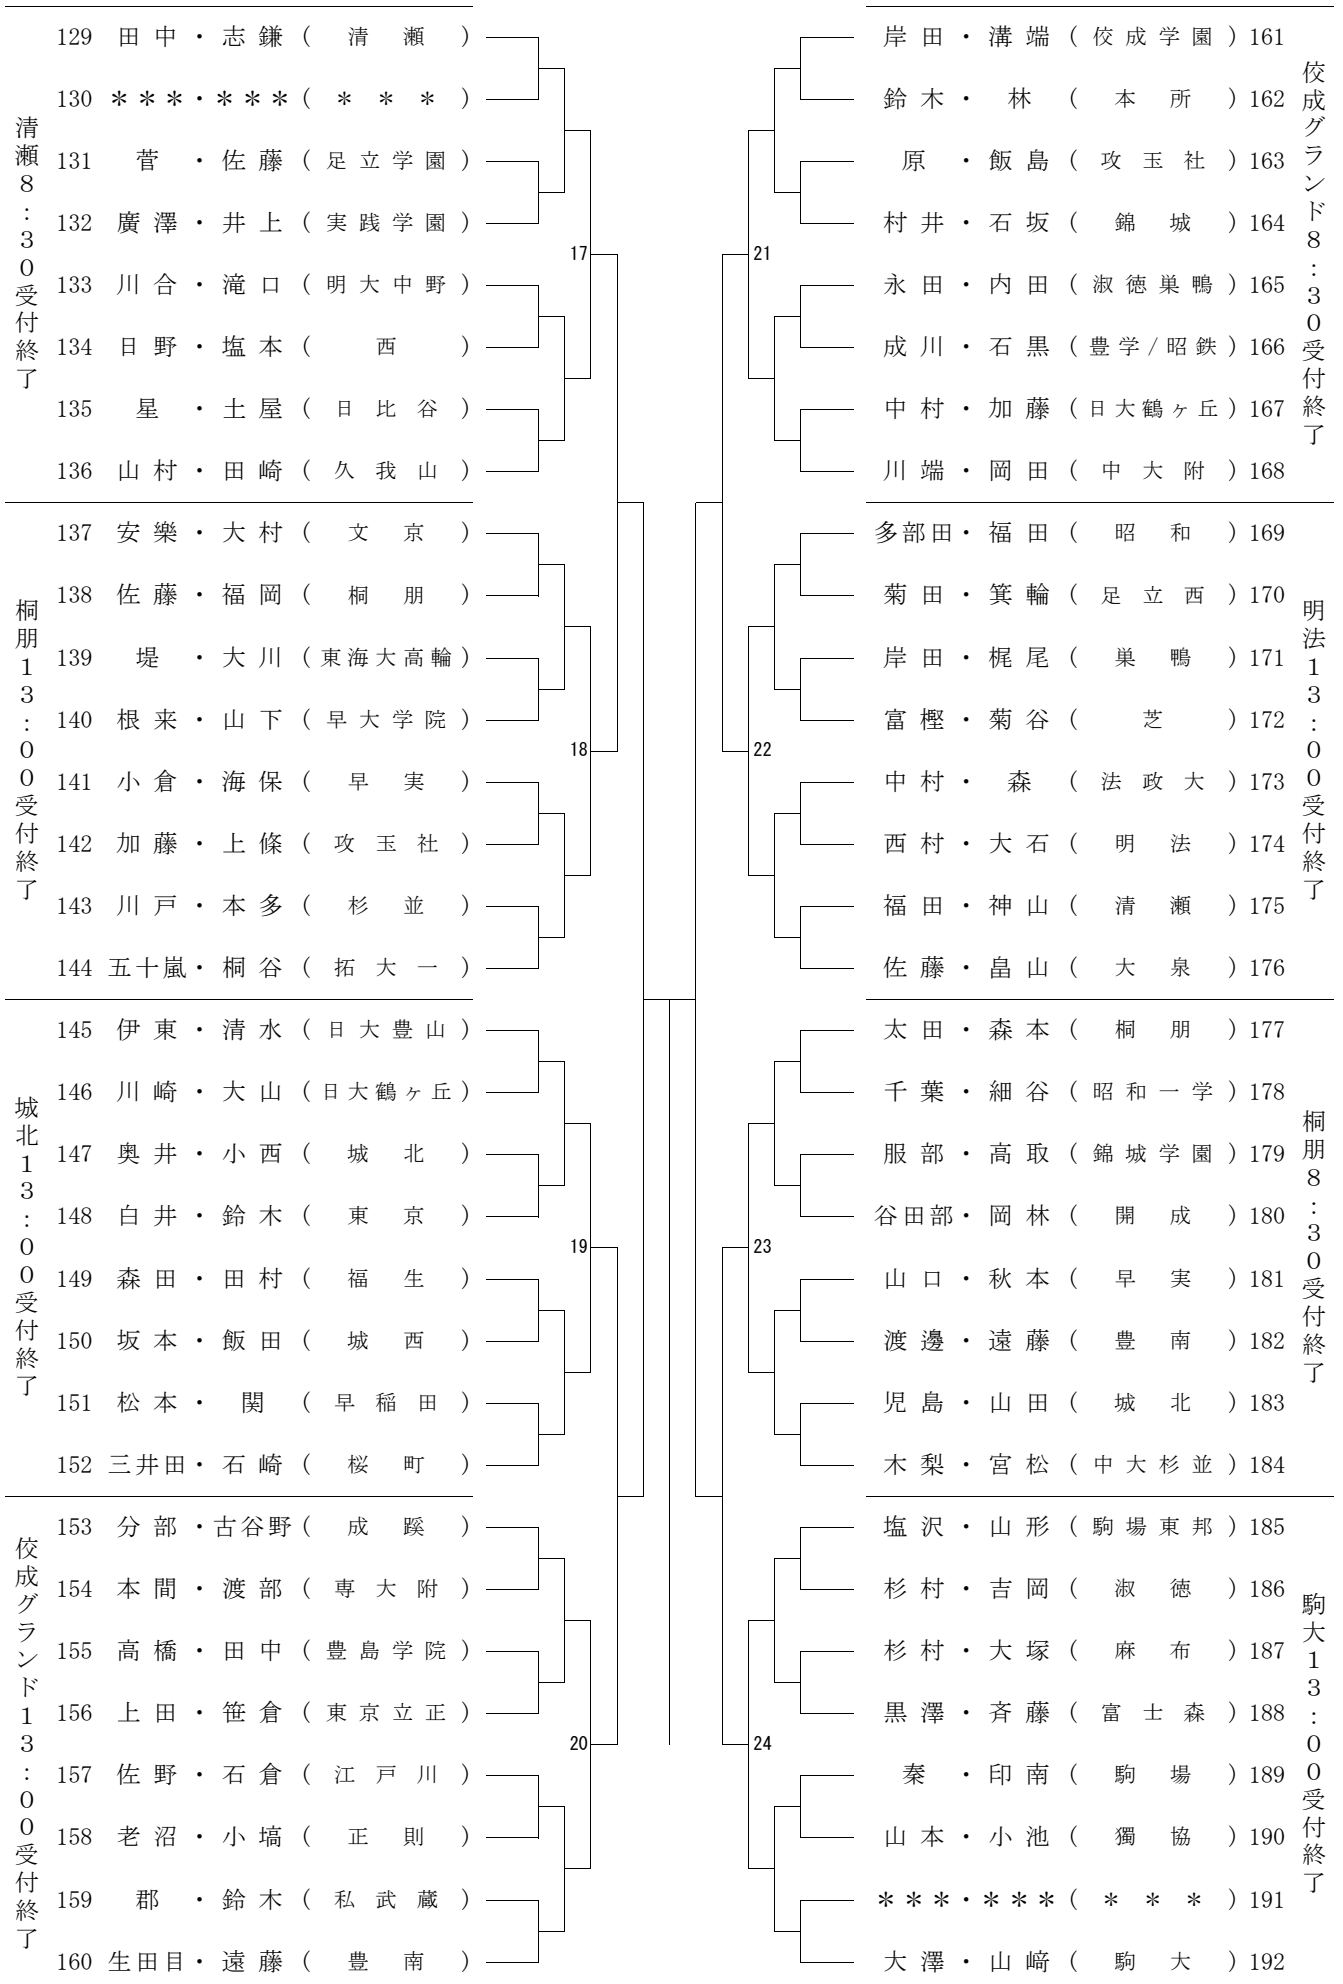 清瀬8:30受付終了
129 田中・志鎌（清瀬）
130 ＊＊＊・＊＊＊（＊＊＊）
131 菅・佐藤（足立学園）
132 廣澤・井上（実践学園）
133 川合・滝口（明大中野）
134 日野・塩本（西）
135 星・土屋（日比谷）
136 山村・田崎（久我山）
17
桐朋13:00受付終了
137 安樂・大村（文京）
138 佐藤・福岡（桐朋）
139 堤・大川（東海大高輪）
140 根来・山下（早大学院）
141 小倉・海保（早実）
142 加藤・上條（攻玉社）
143 川戸・本多（杉並）
144 五十嵐・桐谷（拓大一）
18
城北13:00受付終了
145 伊東・清水（日大豊山）
146 川崎・大山（日大鶴ヶ丘）
147 奥井・小西（城北）
148 白井・鈴木（東京）
149 森田・田村（福生）
150 坂本・飯田（城西）
151 松本・関（早稲田）
152 三井田・石崎（桜町）
19
佼成グランド13:00受付終了
153 分部・古谷野（成蹊）
154 本間・渡部（専大附）
155 高橋・田中（豊島学院）
156 上田・笹倉（東京立正）
157 佐野・石倉（江戸川）
158 老沼・小塙（正則）
159 郡・鈴木（私武蔵）
160 生田目・遠藤（豊南）
20
岸田・溝端（佼成学園）161
鈴木・林（本所）162
原・飯島（攻玉社）163
村井・石坂（錦城）164
永田・内田（淑徳巣鴨）165
成川・石黒（豊学/昭鉄）166
中村・加藤（日大鶴ヶ丘）167
川端・岡田（中大附）168
佼成グランド8:30受付終了
21
多部田・福田（昭和）169
菊田・箕輪（足立西）170
岸田・梶尾（巣鴨）171
富樫・菊谷（芝）172
中村・森（法政大）173
西村・大石（明法）174
福田・神山（清瀬）175
佐藤・畠山（大泉）176
明法13:00受付終了
22
太田・森本（桐朋）177
千葉・細谷（昭和一学）178
服部・高取（錦城学園）179
谷田部・岡林（開成）180
山口・秋本（早実）181
渡邊・遠藤（豊南）182
児島・山田（城北）183
木梨・宮松（中大杉並）184
桐朋8:30受付終了
23
塩沢・山形（駒場東邦）185
杉村・吉岡（淑徳）186
杉村・大塚（麻布）187
黒澤・斉藤（富士森）188
秦・印南（駒場）189
山本・小池（獨協）190
＊＊＊・＊＊＊（＊＊＊）191
大澤・山﨑（駒大）192
駒大13:00受付終了
24